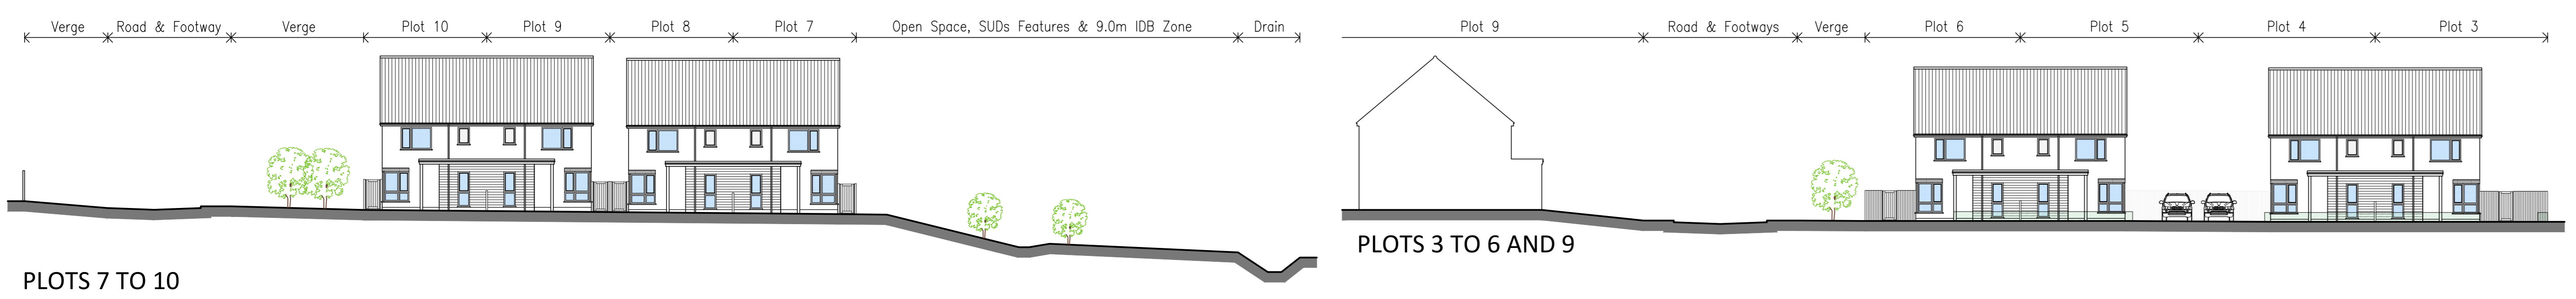 Verge Road & Footway Verge Plot 10 Plot 9 Plot 8 Plot 7 Open Space, SUDs Features & 9.0m IDB Zone Drain
PLOTS 7 TO 10
Plot 9 Road & Footways Verge Plot 6 Plot 5 Plot 4 Plot 3
PLOTS 3 TO 6 AND 9